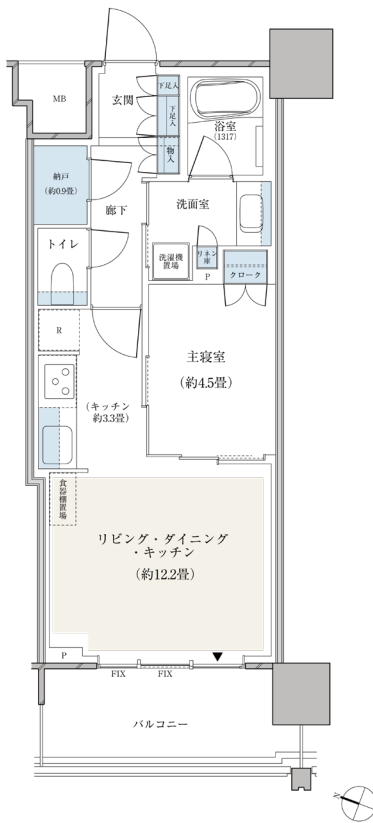 MB
玄関
下足入
下足入
物入
浴室
(1317)
納戸
(約0.9畳)
廊下
洗面室
トイレ
洗濯機
置場
リネン
庫
P
クローク
R
主寝室
(約4.5畳)
(キッチン
約3.3畳)
食器棚置場
リビング・ダイニング
・キッチン
(約12.2畳)
P
FIX
FIX
バルコニー
N